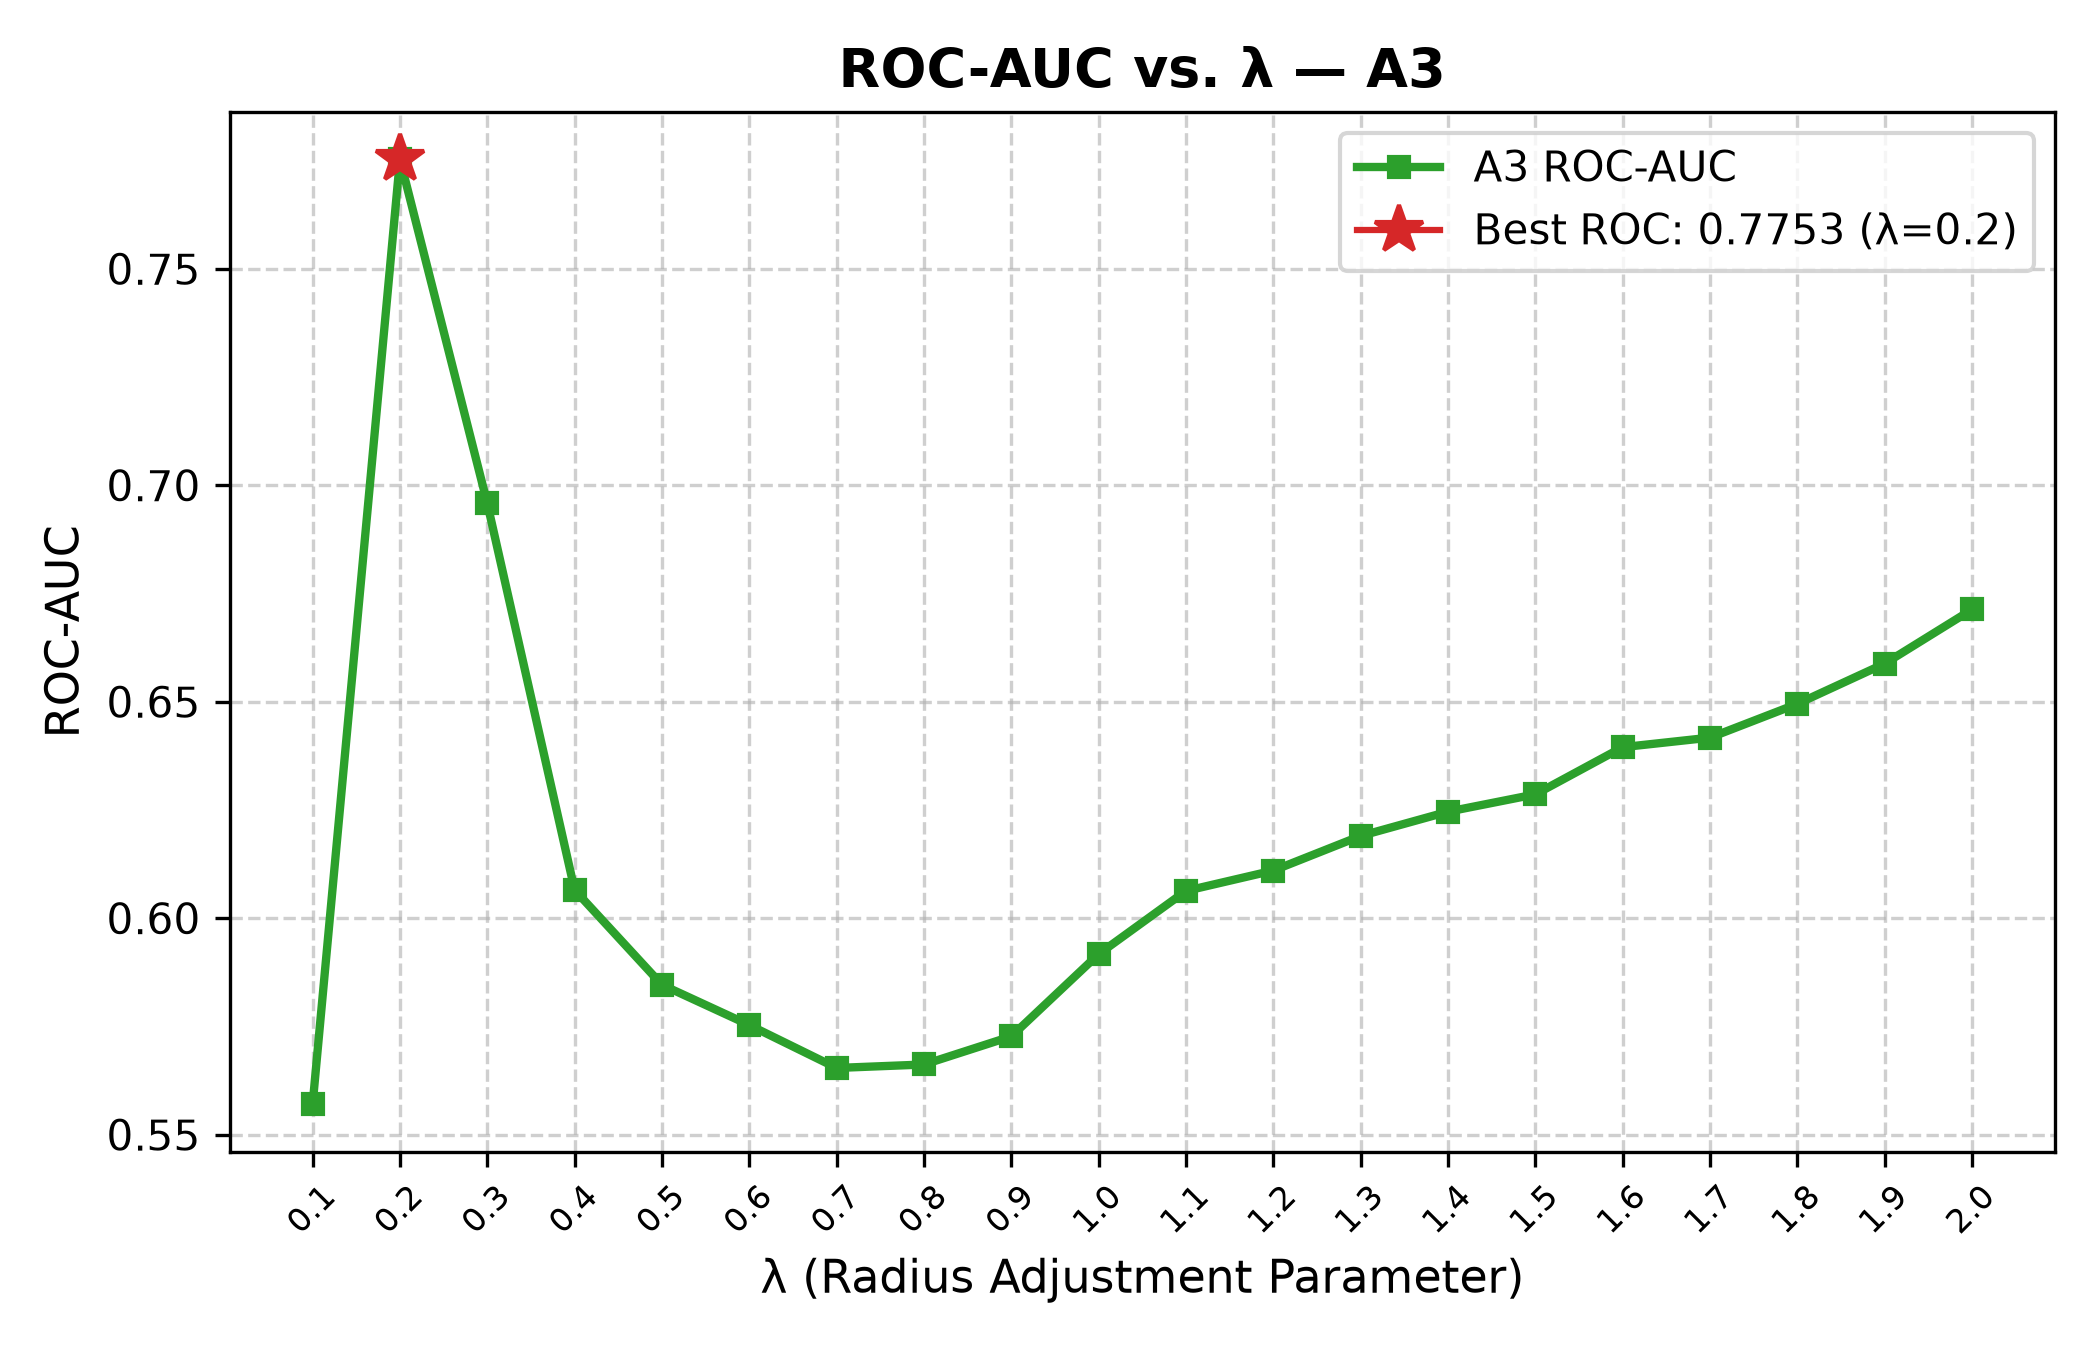 ROC-AUC vs. λ — A3
A3 ROC-AUC
Best ROC: 0.7753 (λ=0.2)
ROC-AUC
0.75
0.70
0.65
0.60
0.55
0.1 0.2 0.3 0.4 0.5 0.6 0.7 0.8 0.9 1.0 1.1 1.2 1.3 1.4 1.5 1.6 1.7 1.8 1.9 2.0
λ (Radius Adjustment Parameter)